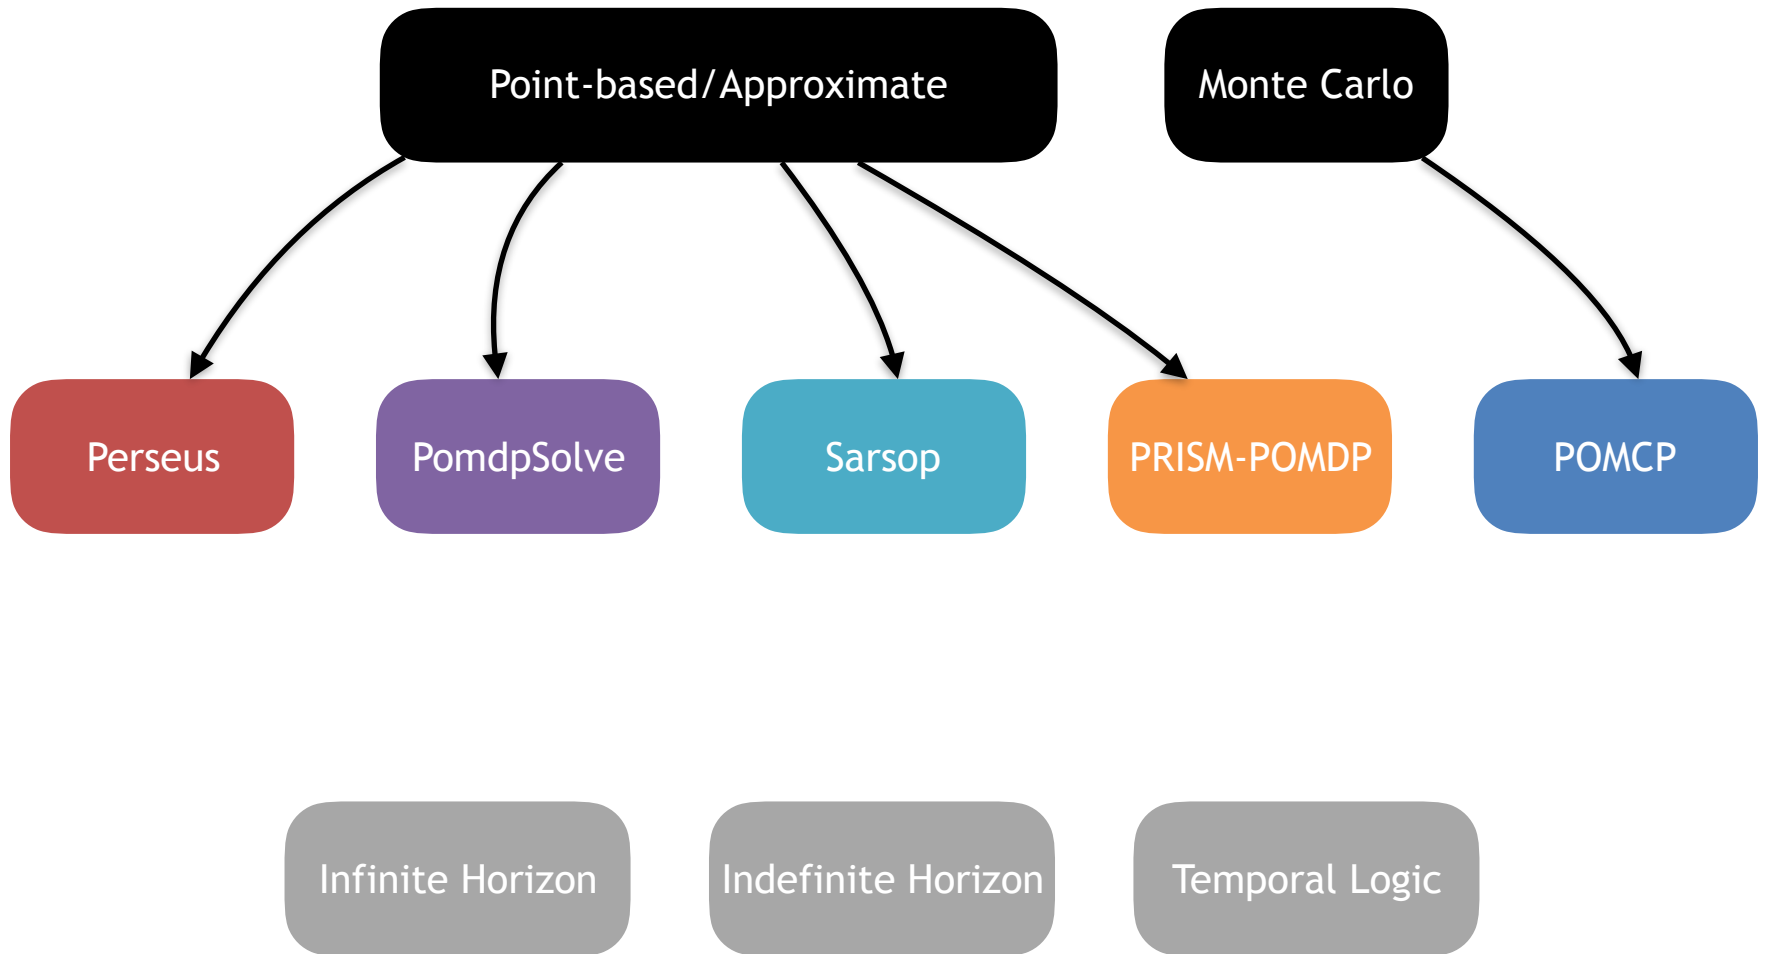 Point-based/Approximate
Monte Carlo
Perseus
PomdpSolve
Sarsop
PRISM-POMDP
POMCP
Infinite Horizon
Indefinite Horizon
Temporal Logic